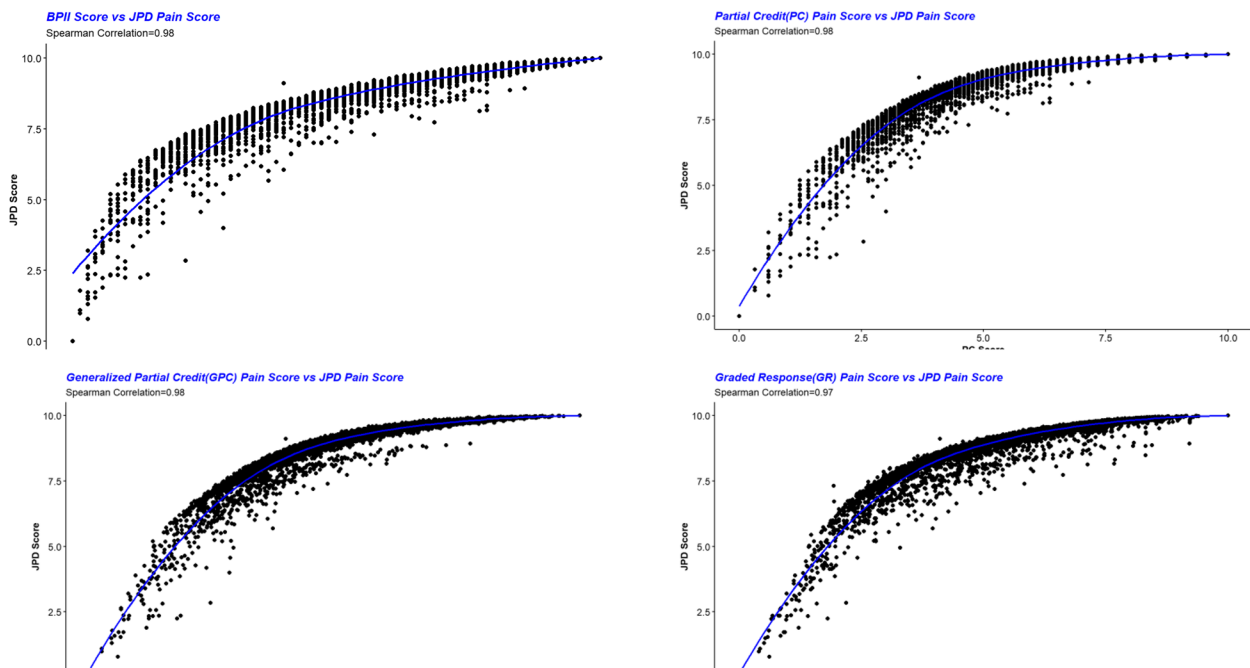 BPII Score vs JPD Pain Score
Spearman Correlation=0.98
10.0
7.5
5.0
2.5
0.0
JPD Score
Partial Credit(PC) Pain Score vs JPD Pain Score
Spearman Correlation=0.98
10.0
7.5
5.0
2.5
0.0
JPD Score
0.0 2.5 5.0 7.5 10.0
PC Score
Generalized Partial Credit(GPC) Pain Score vs JPD Pain Score
Spearman Correlation=0.98
10.0
7.5
5.0
2.5
JPD Score
Graded Response(GR) Pain Score vs JPD Pain Score
Spearman Correlation=0.97
10.0
7.5
5.0
2.5
JPD Score